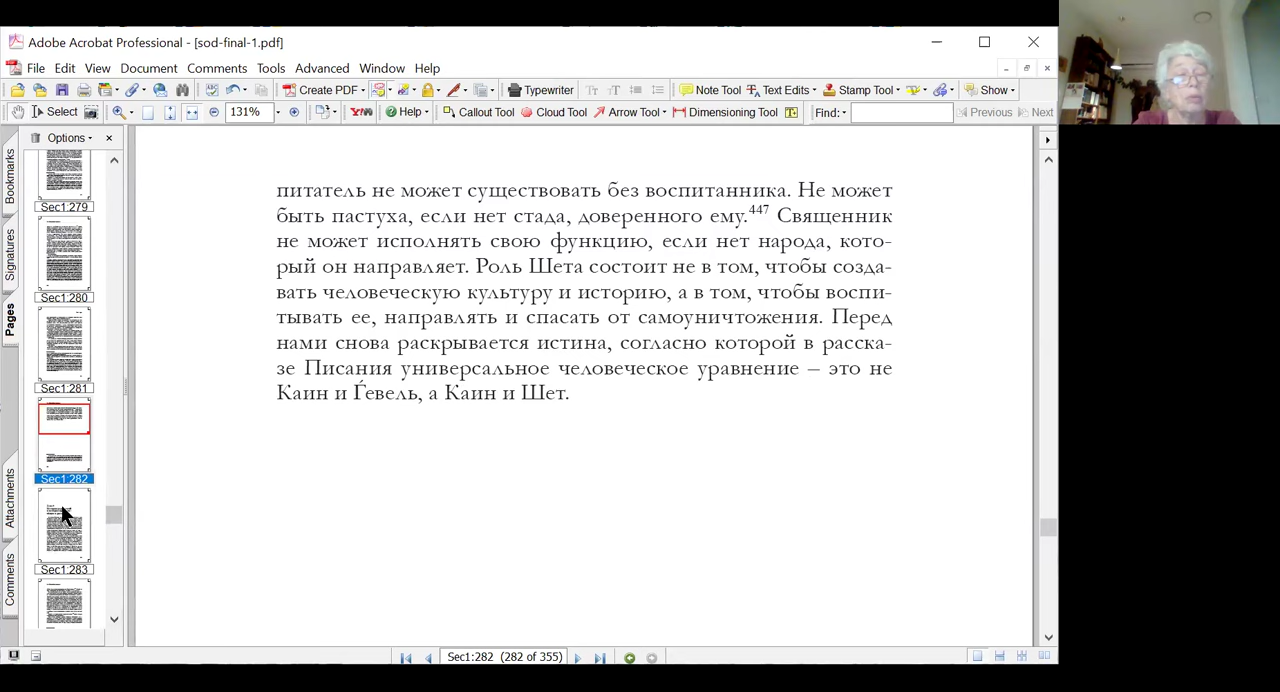 Adobe Acrobat Professional - [sod-final-1.pdf]
File Edit View Document Comments Tools Advanced Window Help
Create PDF Typewriter Note Tool Text Edits Stamp Tool Show
Select 131% Help Callout Tool Cloud Tool Arrow Tool Dimensioning Tool Find: Previous Next
Options
Bookmarks
Signatures
Pages
Attachments
Comments
Sec1:279
Sec1:280
Sec1:281
Sec1:282
Sec1:283
питатель не может существовать без воспитанника. Не может
быть пастуха, если нет стада, доверенного ему.447 Священник
не может исполнять свою функцию, если нет народа, кото-
рый он направляет. Роль Шета состоит не в том, чтобы созда-
вать человеческую культуру и историю, а в том, чтобы воспи-
тывать ее, направлять и спасать от самоуничтожения. Перед
нами снова раскрывается истина, согласно которой в расска-
зе Писания универсальное человеческое уравнение – это не
Каин и Ѓевель, а Каин и Шет.
Sec1:282 (282 of 355)